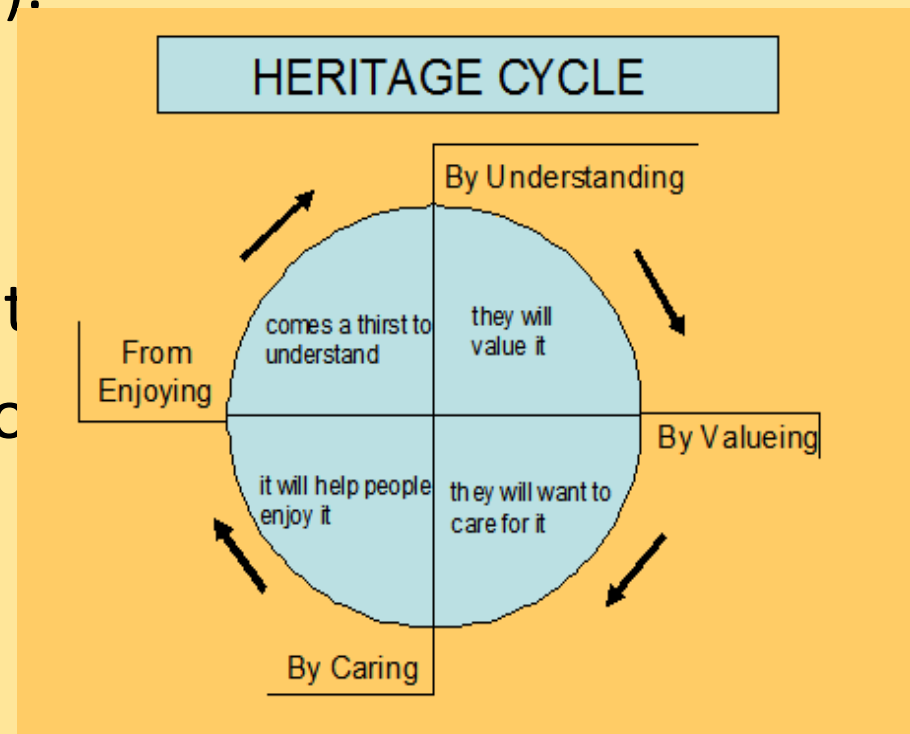 ).
HERITAGE CYCLE
By Understanding
they will
value it
By Valueing
they will want to
care for it
By Caring
it will help people
enjoy it
From
Enjoying
comes a thirst to
understand
t